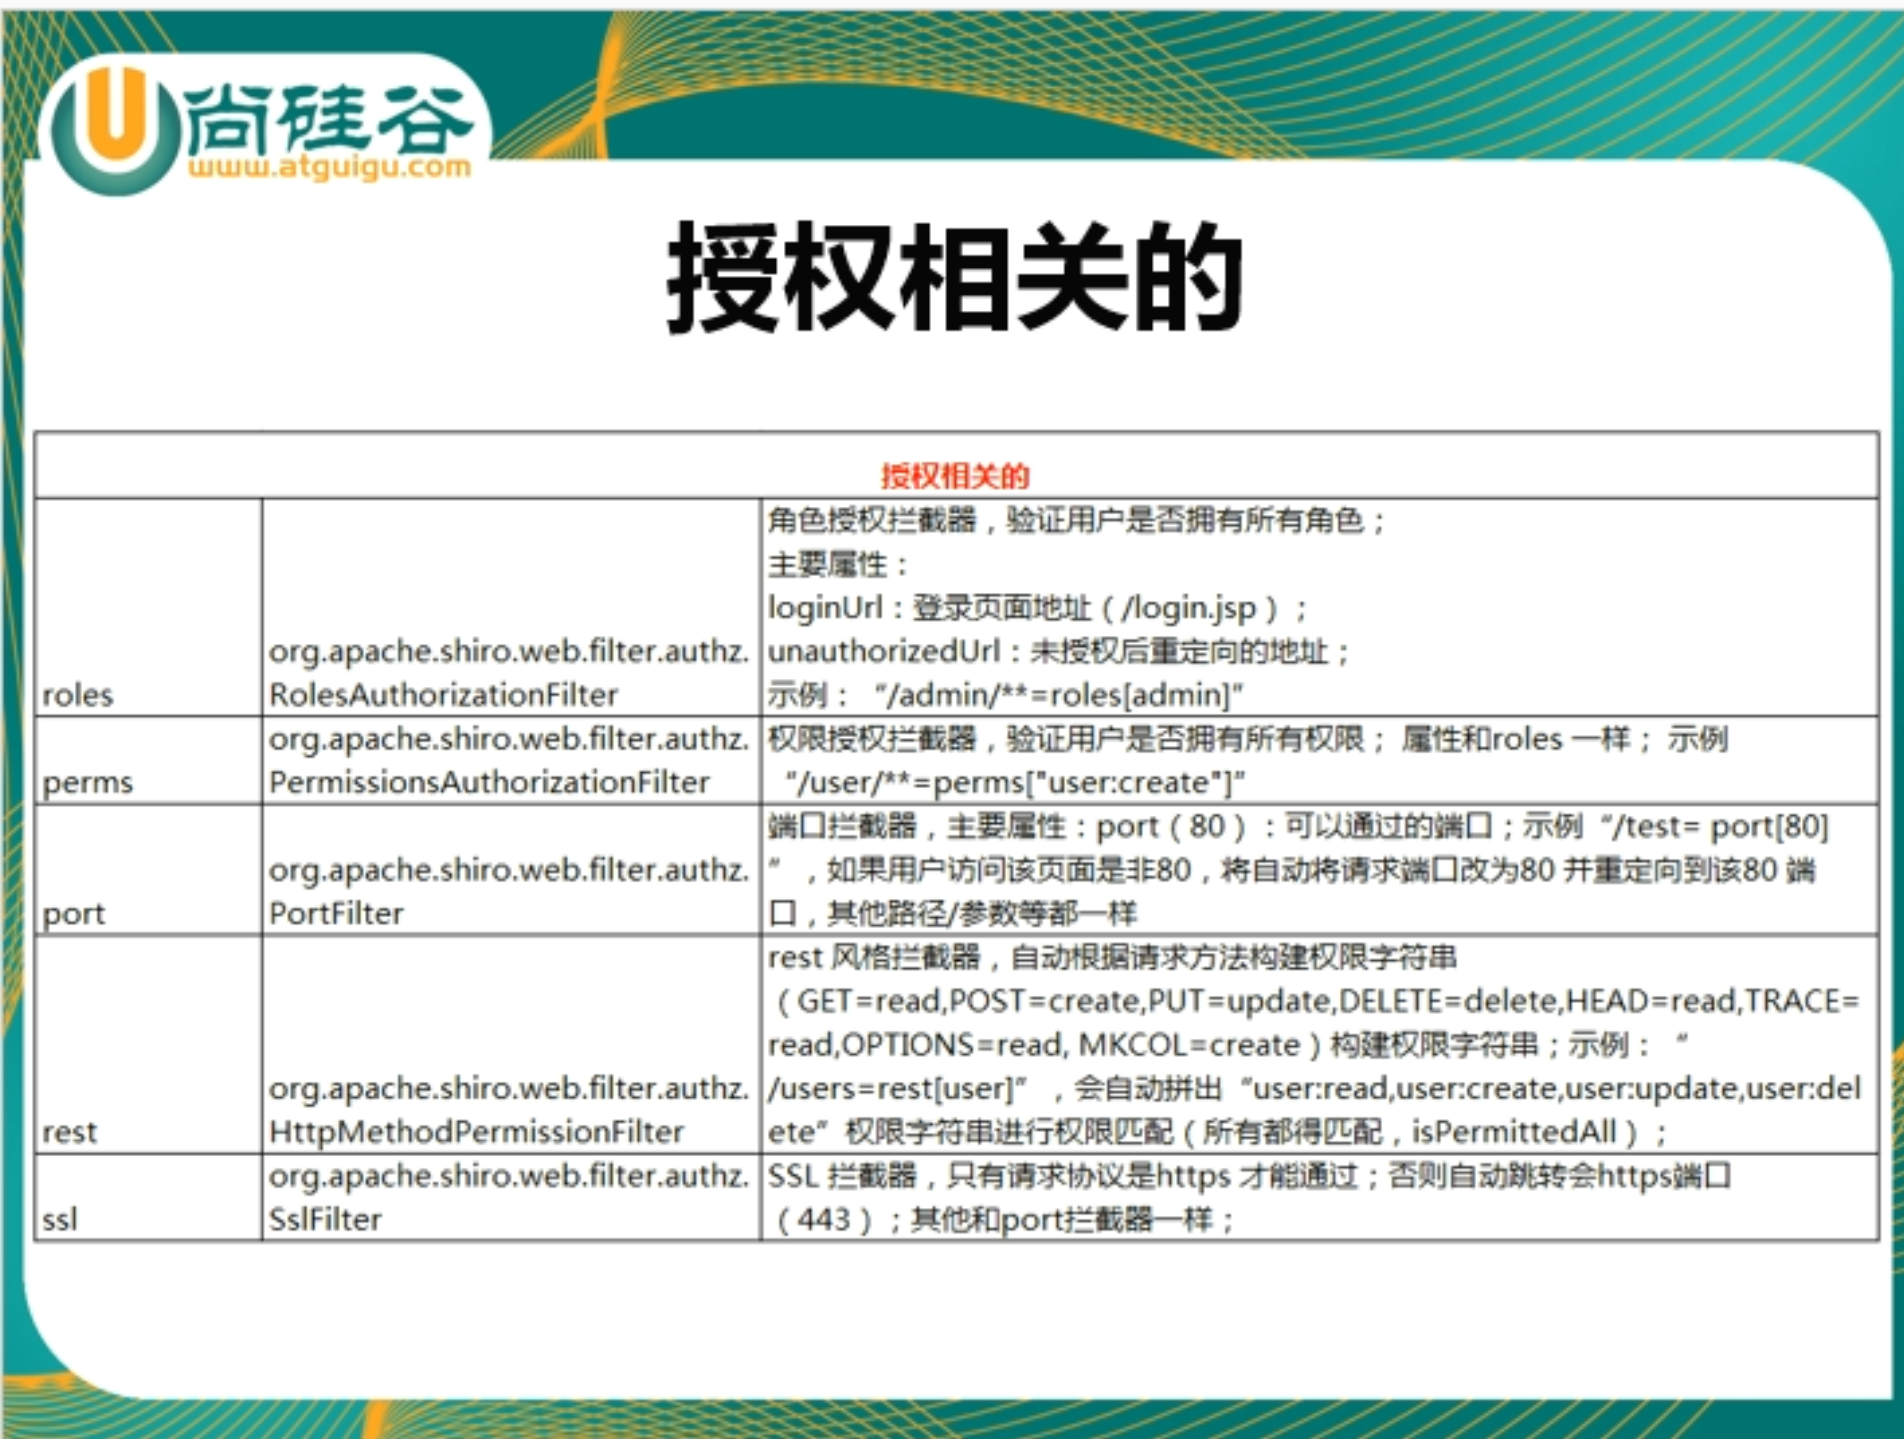 尚硅谷
www.atguigu.com
授权相关的
授权相关的
roles
org.apache.shiro.web.filter.authz.
RolesAuthorizationFilter
角色授权拦截器，验证用户是否拥有所有角色；
主要属性：
loginUrl：登录页面地址（/login.jsp）；
unauthorizedUrl：未授权后重定向的地址；
示例：“/admin/**=roles[admin]”
perms
org.apache.shiro.web.filter.authz.
PermissionsAuthorizationFilter
权限授权拦截器，验证用户是否拥有所有权限； 属性和roles 一样； 示例
“/user/**=perms["user:create"]”
port
org.apache.shiro.web.filter.authz.
PortFilter
端口拦截器，主要属性：port（80）：可以通过的端口；示例“/test= port[80]
”，如果用户访问该页面是非80，将自动将请求端口改为80 并重定向到该80 端
口，其他路径/参数等都一样
rest
org.apache.shiro.web.filter.authz.
HttpMethodPermissionFilter
rest 风格拦截器，自动根据请求方法构建权限字符串
（GET=read,POST=create,PUT=update,DELETE=delete,HEAD=read,TRACE=
read,OPTIONS=read, MKCOL=create）构建权限字符串；示例：“
/users=rest[user]”，会自动拼出“user:read,user:create,user:update,user:del
ete”权限字符串进行权限匹配（所有都得匹配，isPermittedAll）；
ssl
org.apache.shiro.web.filter.authz.
SslFilter
SSL 拦截器，只有请求协议是https 才能通过；否则自动跳转会https端口
（443）；其他和port拦截器一样；